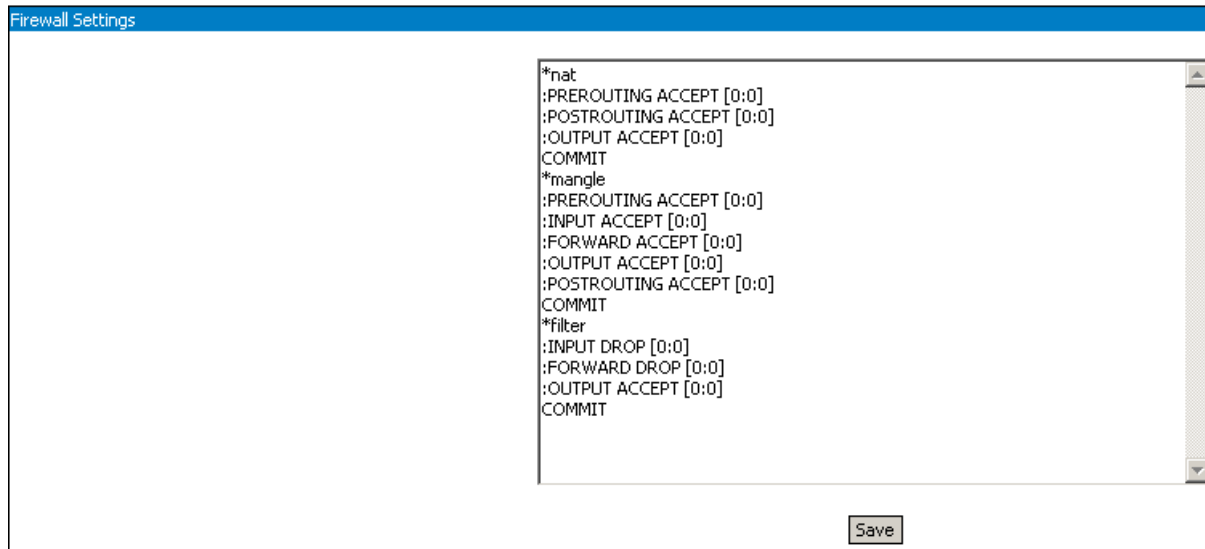 Firewall Settings
*nat
:PREROUTING ACCEPT [0:0]
:POSTROUTING ACCEPT [0:0]
:OUTPUT ACCEPT [0:0]
COMMIT
*mangle
:PREROUTING ACCEPT [0:0]
:INPUT ACCEPT [0:0]
:FORWARD ACCEPT [0:0]
:OUTPUT ACCEPT [0:0]
:POSTROUTING ACCEPT [0:0]
COMMIT
*filter
:INPUT DROP [0:0]
:FORWARD DROP [0:0]
:OUTPUT ACCEPT [0:0]
COMMIT
Save